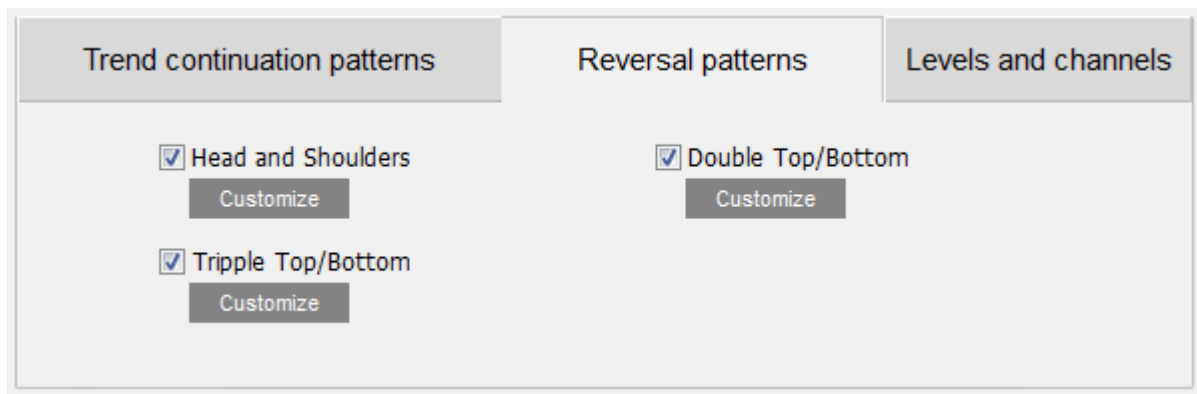 Trend continuation patterns Reversal patterns Levels and channels
Head and Shoulders Double Top/Bottom
Customize Customize
Tripple Top/Bottom
Customize